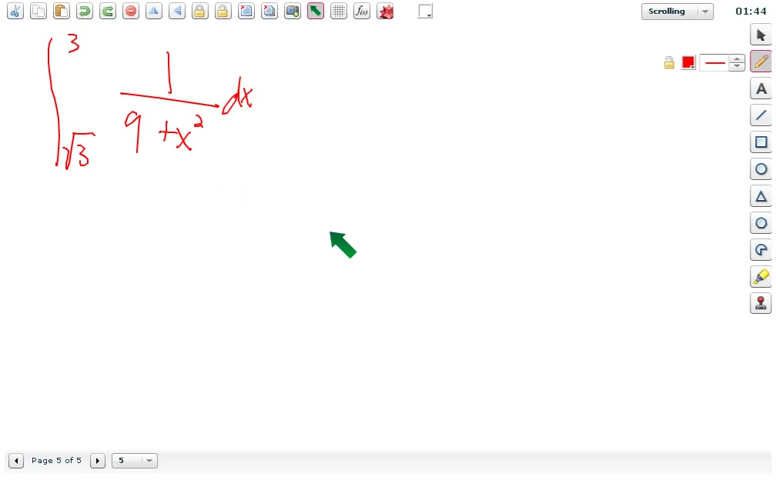 Scrolling 01:44
f(x)
∫_{√3}^{3} 1/(9 + x²) dx
A
Page 5 of 5 5